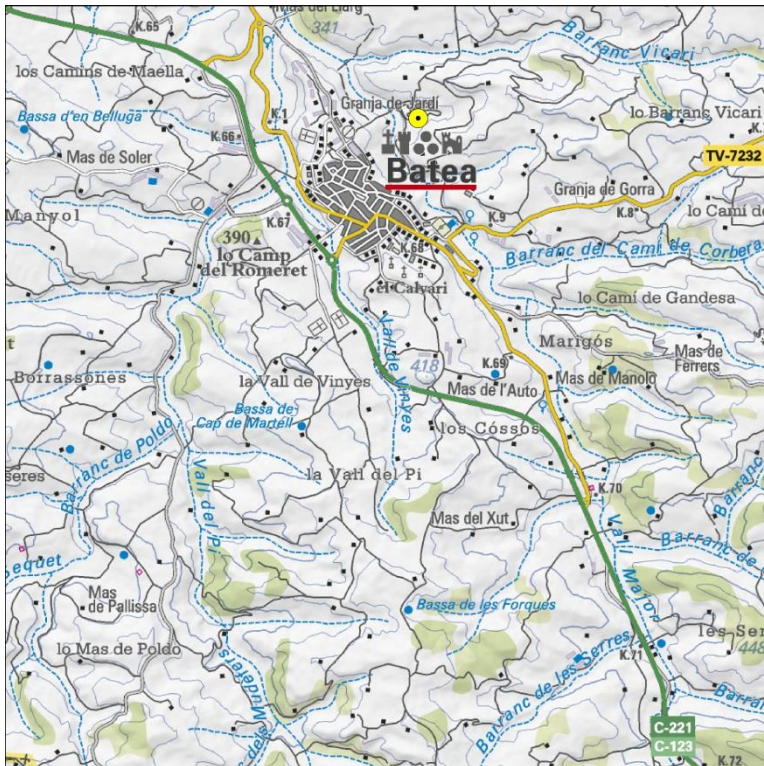 K.65
Mas del Llarg
341
Barranc Vicari
los Camins de Maella
Granja de Jardí
Bassa d'en Belluga
K.1
lo Barranc Vicari
K.66
Mas de Soler
Batea
TV-7232
Granja de Gorra
Manyol
K.9
K.8
K.67
K.68
lo Camí de
390
lo Camp
del Romeret
Barranc del Camí de Corbera
el Calvari
lo Camí de Gandesa
Vall de Vinyes
Marigós
418
K.69
Mas de
Ferrers
Borrassones
la Vall de Vinyes
Mas de l'Auto
Mas de Manolo
Bassa de
Cap de Martell
los Cóssos
Barranc de Poldo
seres
la Vall del Pi
Vall del Pi
K.70
Mas del Xut
Barranc
Vall Major
Barranc de
Bequet
Mas
de Pallissa
Bassa de les Forques
les Ser
lo Mas de Poldo
448
Barranc de les Serres
K.71
Barran
C-221
C-123
K.72